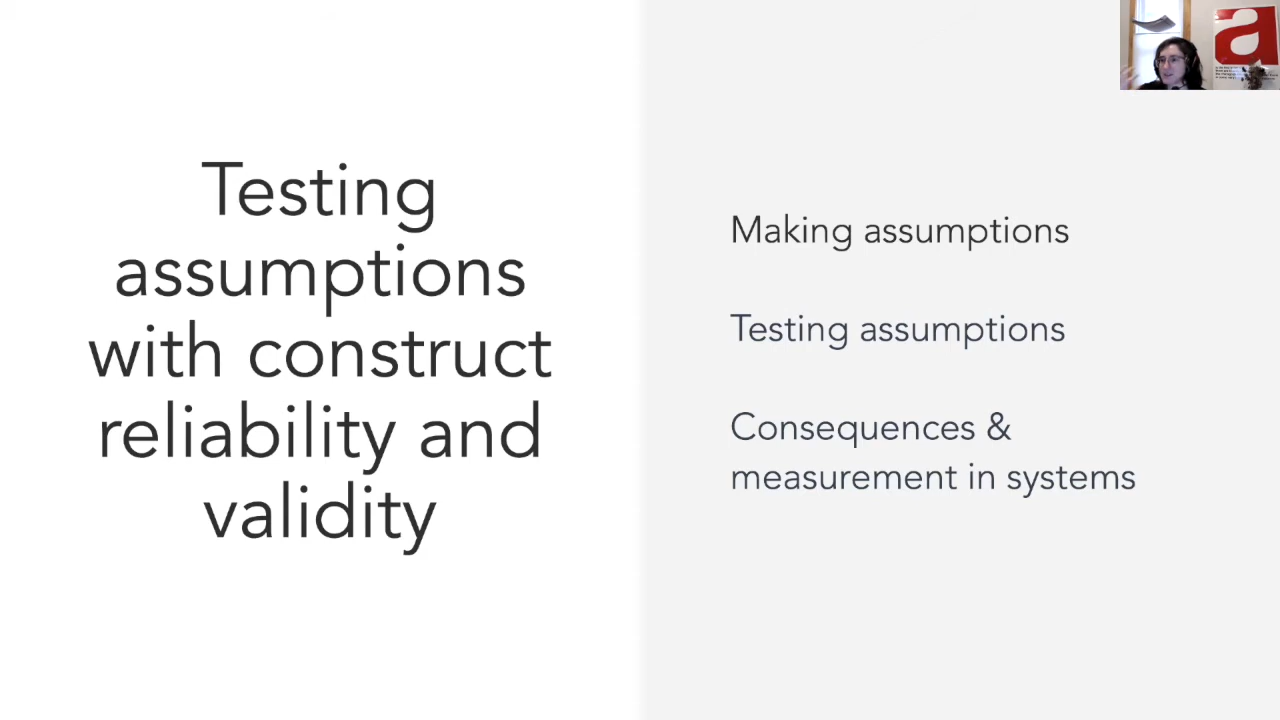 Testing
assumptions
with construct
reliability and
validity
Making assumptions
Testing assumptions
Consequences &
measurement in systems
a